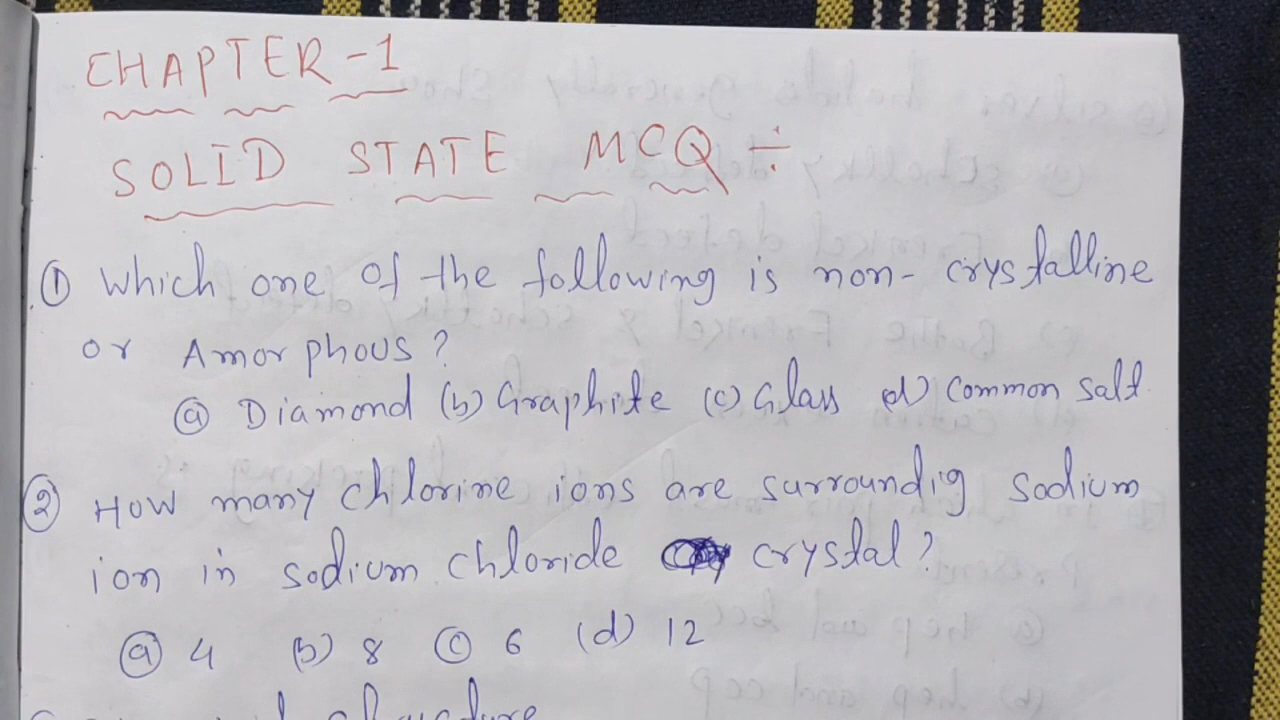 CHAPTER-1
SOLID STATE MCQ ÷
① Which one of the following is non-crystalline
or Amorphous?
ⓐ Diamond (b) Graphite (c) Glass (d) Common Salt
② How many chlorine ions are surroundig Sodium
ion in sodium chloride crystal?
ⓐ 4 (b) 8 ⓒ 6 (d) 12